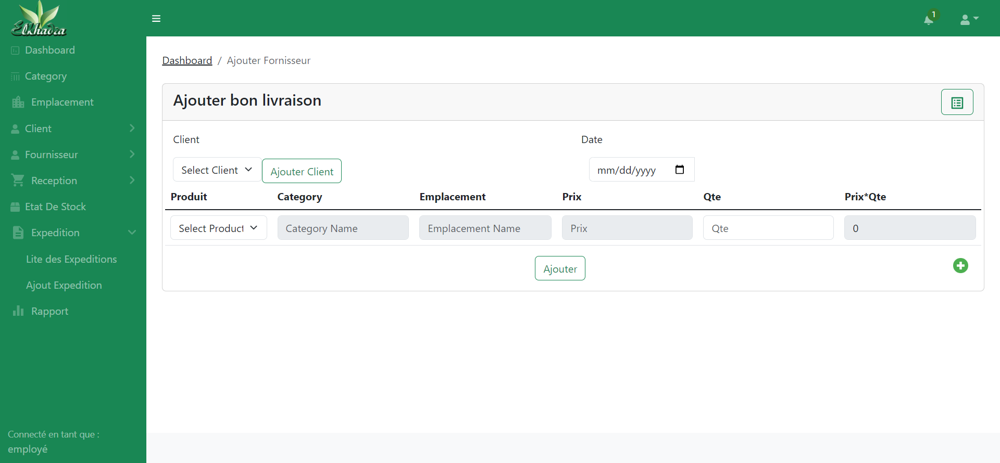 Elkhadra
1
Dashboard
Category
Emplacement
Client
Fournisseur
Reception
Etat De Stock
Expedition
Lite des Expeditions
Ajout Expedition
Rapport
Connecté en tant que :
employé
Dashboard / Ajouter Fornisseur
Ajouter bon livraison
Client Date
Select Client Ajouter Client mm/dd/yyyy
Produit Category Emplacement Prix Qte Prix*Qte
Select Product Category Name Emplacement Name Prix Qte 0
Ajouter